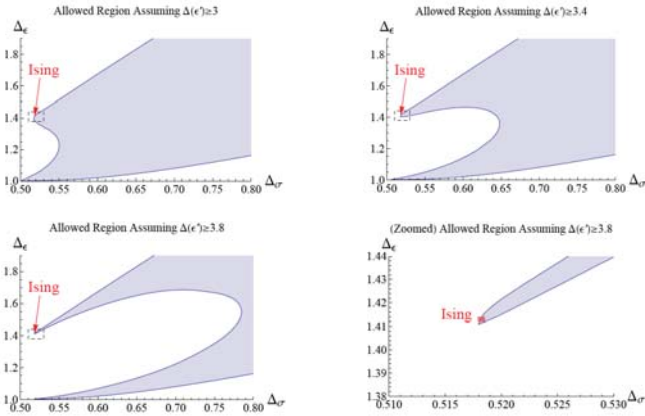 Allowed Region Assuming Δ(ϵ')≥3
Δϵ
1.8
1.6
1.4
1.2
1.0
Ising
0.50 0.55 0.60 0.65 0.70 0.75 0.80 Δσ
Allowed Region Assuming Δ(ϵ')≥3.4
Δϵ
1.8
1.6
1.4
1.2
1.0
Ising
0.50 0.55 0.60 0.65 0.70 0.75 0.80 Δσ
Allowed Region Assuming Δ(ϵ')≥3.8
Δϵ
1.8
1.6
1.4
1.2
1.0
Ising
0.50 0.55 0.60 0.65 0.70 0.75 0.80 Δσ
(Zoomed) Allowed Region Assuming Δ(ϵ')≥3.8
Δϵ
1.44
1.43
1.42
1.41
1.40
1.39
1.38
Ising
0.510 0.515 0.520 0.525 0.530 Δσ